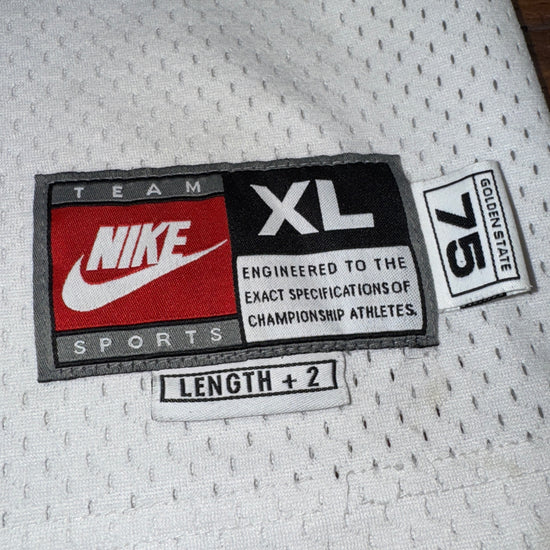 TEAM
NIKE
SPORTS
XL
ENGINEERED TO THE
EXACT SPECIFICATIONS OF
CHAMPIONSHIP ATHLETES.
LENGTH + 2
GOLDEN STATE
75